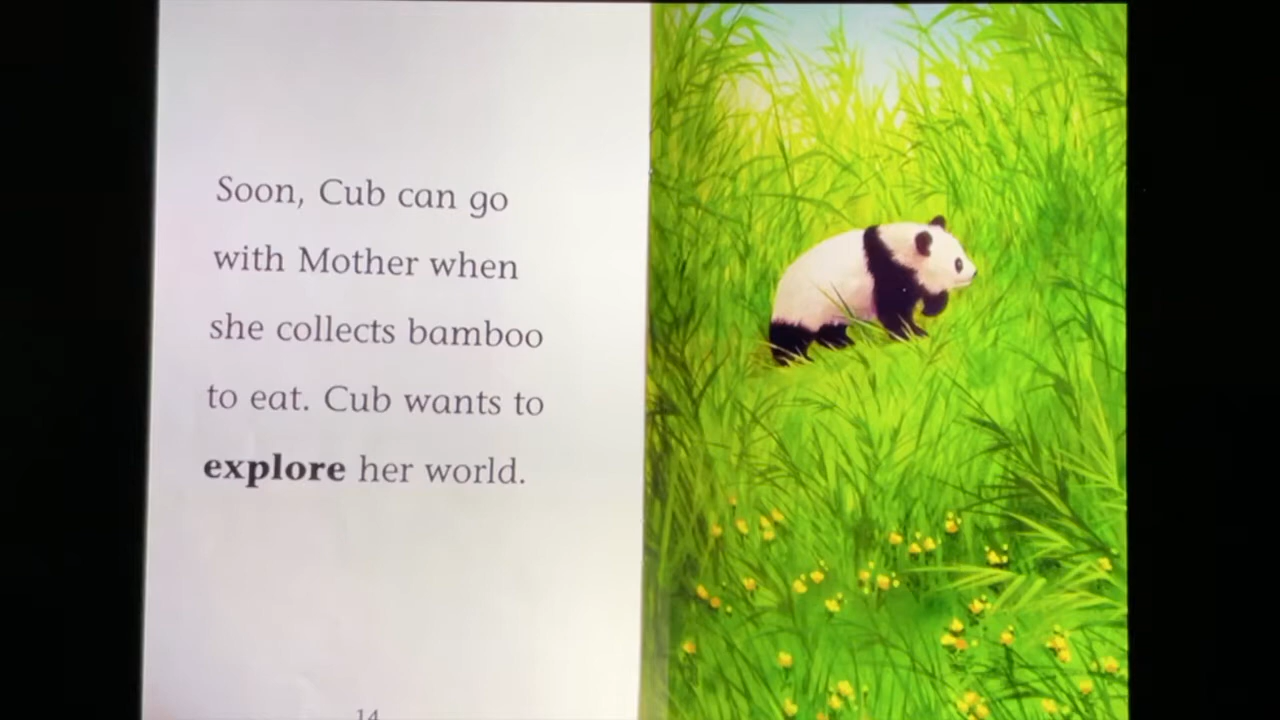 Soon, Cub can go
with Mother when
she collects bamboo
to eat. Cub wants to
explore her world.
14